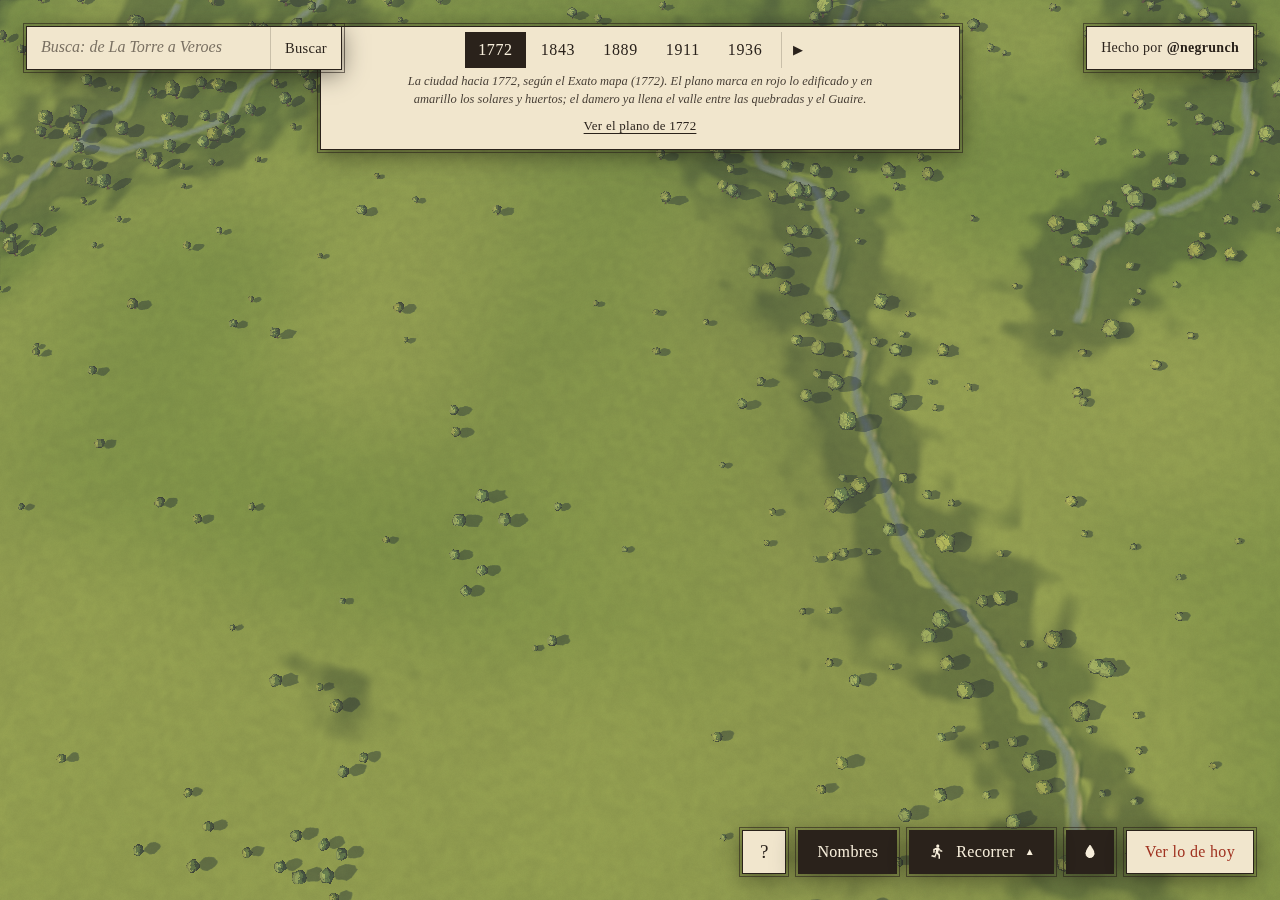 Busca: de La Torre a Veroes
Buscar
1772 1843 1889 1911 1936 ▶
La ciudad hacia 1772, según el Exato mapa (1772). El plano marca en rojo lo edificado y en
amarillo los solares y huertos; el damero ya llena el valle entre las quebradas y el Guaire.
Ver el plano de 1772
Hecho por @negrunch
?
Nombres
Recorrer ▲
Ver lo de hoy